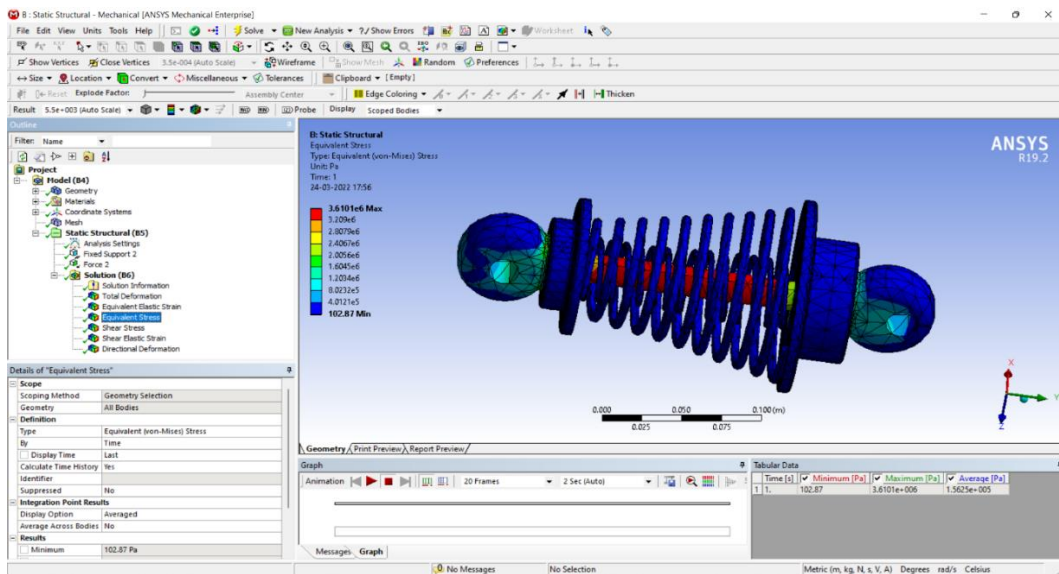 B : Static Structural - Mechanical [ANSYS Mechanical Enterprise]
File Edit View Units Tools Help Solve New Analysis ?/ Show Errors Worksheet
Show Vertices Close Vertices 3.5e-004 (Auto Scale) Wireframe Show Mesh Random Preferences
Size Location Convert Miscellaneous Tolerances Clipboard [Empty]
Reset Explode Factor: Assembly Center Edge Coloring Thicken
Result 5.5e+003 (Auto Scale) Probe Display Scoped Bodies
Outline
Filter: Name
Project
Model (B4)
Geometry
Materials
Coordinate Systems
Mesh
Static Structural (B5)
Analysis Settings
Fixed Support 2
Force 2
Solution (B6)
Solution Information
Total Deformation
Equivalent Elastic Strain
Equivalent Stress
Shear Stress
Shear Elastic Strain
Directional Deformation
Details of "Equivalent Stress"
Scope
Scoping Method Geometry Selection
Geometry All Bodies
Definition
Type Equivalent (von-Mises) Stress
By Time
Display Time Last
Calculate Time History Yes
Identifier
Suppressed No
Integration Point Results
Display Option Averaged
Average Across Bodies No
Results
Minimum 102.87 Pa
B: Static Structural
Equivalent Stress
Type: Equivalent (von-Mises) Stress
Unit: Pa
Time: 1
24-03-2022 17:56
3.6101e6 Max
3.209e6
2.8079e6
2.4067e6
2.0056e6
1.6045e6
1.2034e6
8.0232e5
4.0121e5
102.87 Min
ANSYS
R19.2
0.000 0.050 0.100 (m)
0.025 0.075
X
Y
Z
Geometry Print Preview Report Preview
Graph
Animation 20 Frames 2 Sec (Auto)
Messages Graph
Tabular Data
Time [s] Minimum [Pa] Maximum [Pa] Average [Pa]
1 1. 102.87 3.6101e+006 1.5625e+005
No Messages No Selection Metric (m, kg, N, s, V, A) Degrees rad/s Celsius